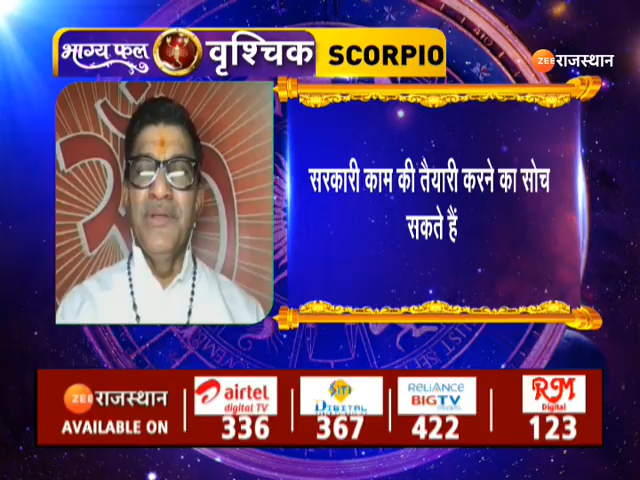 भाग्य फल वृश्चिक SCORPIO
ZEE राजस्थान
सरकारी काम की तैयारी करने का सोच
सकते हैं
ZEE राजस्थान
AVAILABLE ON
airtel
digital TV
336
SITI
DIGITAL
367
RELIANCE
BIGTV
422
RM
Digital
123